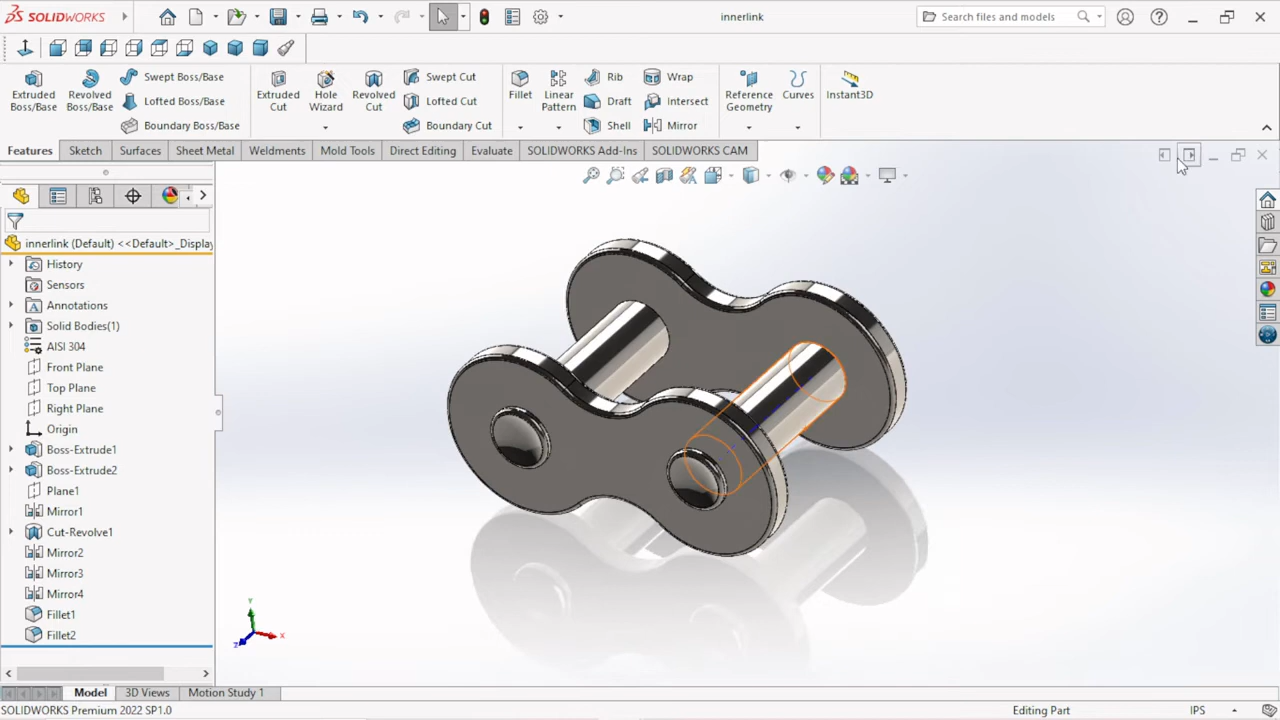 SOLIDWORKS
innerlink
Search files and models
Extruded Boss/Base
Revolved Boss/Base
Swept Boss/Base
Lofted Boss/Base
Boundary Boss/Base
Extruded Cut
Hole Wizard
Revolved Cut
Swept Cut
Lofted Cut
Boundary Cut
Fillet
Linear Pattern
Rib
Draft
Shell
Wrap
Intersect
Mirror
Reference Geometry
Curves
Instant3D
Features
Sketch
Surfaces
Sheet Metal
Weldments
Mold Tools
Direct Editing
Evaluate
SOLIDWORKS Add-Ins
SOLIDWORKS CAM
innerlink (Default) <<Default>_Displa
History
Sensors
Annotations
Solid Bodies(1)
AISI 304
Front Plane
Top Plane
Right Plane
Origin
Boss-Extrude1
Boss-Extrude2
Plane1
Mirror1
Cut-Revolve1
Mirror2
Mirror3
Mirror4
Fillet1
Fillet2
Y
X
Z
Model
3D Views
Motion Study 1
SOLIDWORKS Premium 2022 SP1.0
Editing Part
IPS